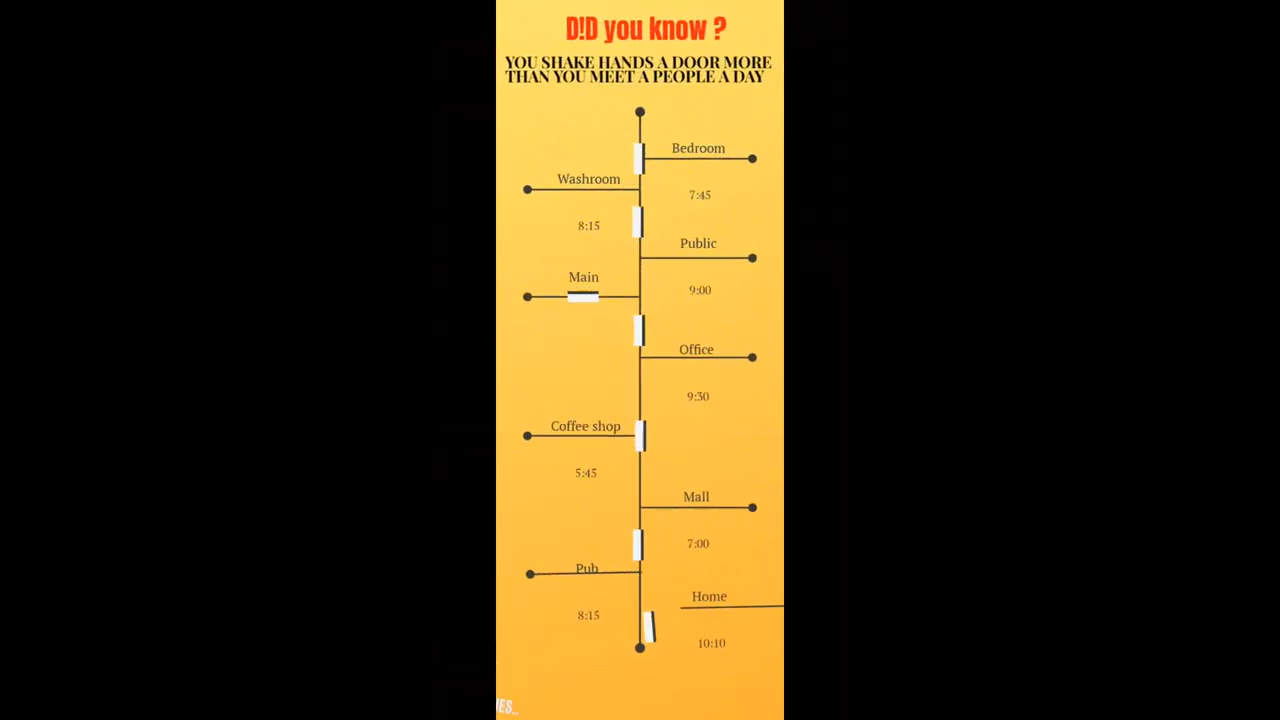 D!D you know ?
YOU SHAKE HANDS A DOOR MORE
THAN YOU MEET A PEOPLE A DAY
Bedroom
Washroom
7:45
8:15
Public
Main
9:00
Office
9:30
Coffee shop
5:45
Mall
7:00
Pub
Home
8:15
10:10